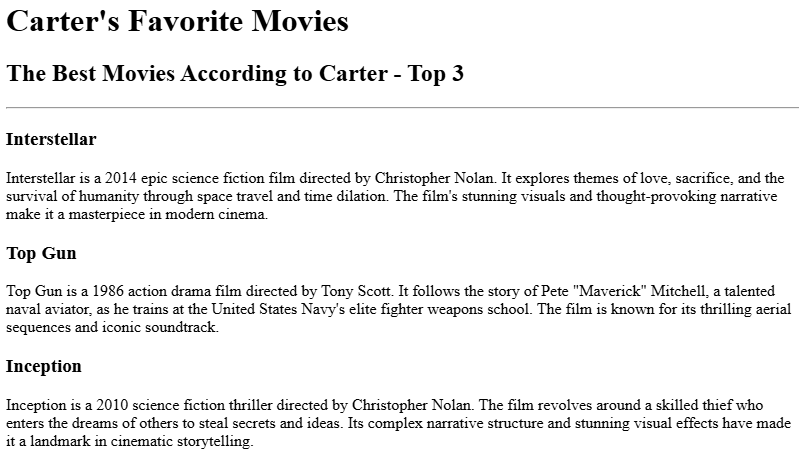 Carter's Favorite Movies
The Best Movies According to Carter - Top 3
Interstellar
Interstellar is a 2014 epic science fiction film directed by Christopher Nolan. It explores themes of love, sacrifice, and the
survival of humanity through space travel and time dilation. The film's stunning visuals and thought-provoking narrative
make it a masterpiece in modern cinema.
Top Gun
Top Gun is a 1986 action drama film directed by Tony Scott. It follows the story of Pete "Maverick" Mitchell, a talented
naval aviator, as he trains at the United States Navy's elite fighter weapons school. The film is known for its thrilling aerial
sequences and iconic soundtrack.
Inception
Inception is a 2010 science fiction thriller directed by Christopher Nolan. The film revolves around a skilled thief who
enters the dreams of others to steal secrets and ideas. Its complex narrative structure and stunning visual effects have made
it a landmark in cinematic storytelling.